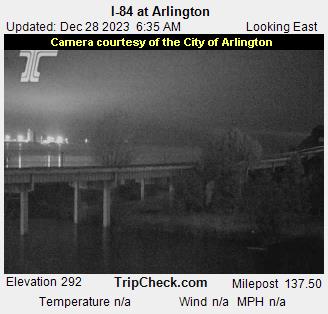 I-84 at Arlington
Updated: Dec 28 2023 6:35 AM Looking East
Camera courtesy of the City of Arlington
Elevation 292 TripCheck.com Milepost 137.50
Temperature n/a Wind n/a MPH n/a